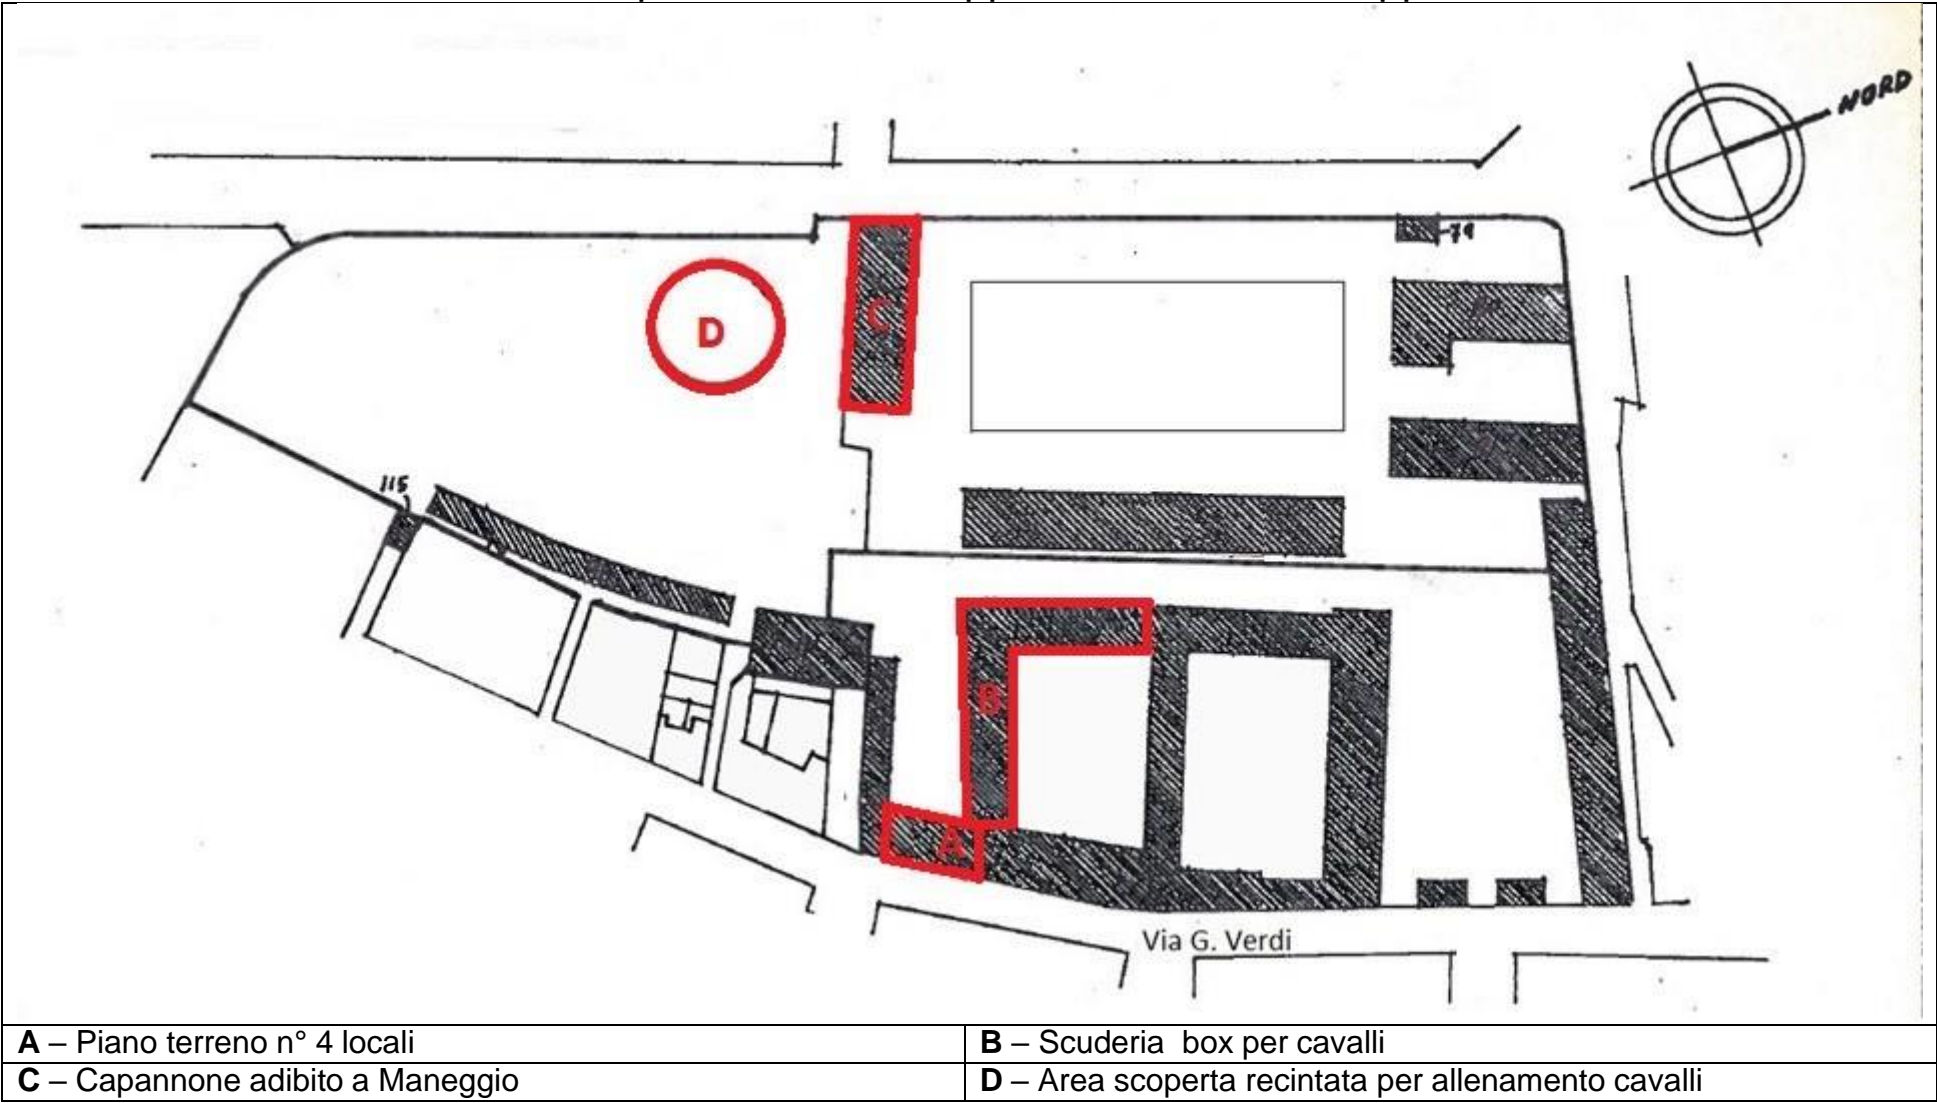 NORD
79
D
C
115
B
A
Via G. Verdi
A – Piano terreno n° 4 locali
B – Scuderia box per cavalli
C – Capannone adibito a Maneggio
D – Area scoperta recintata per allenamento cavalli